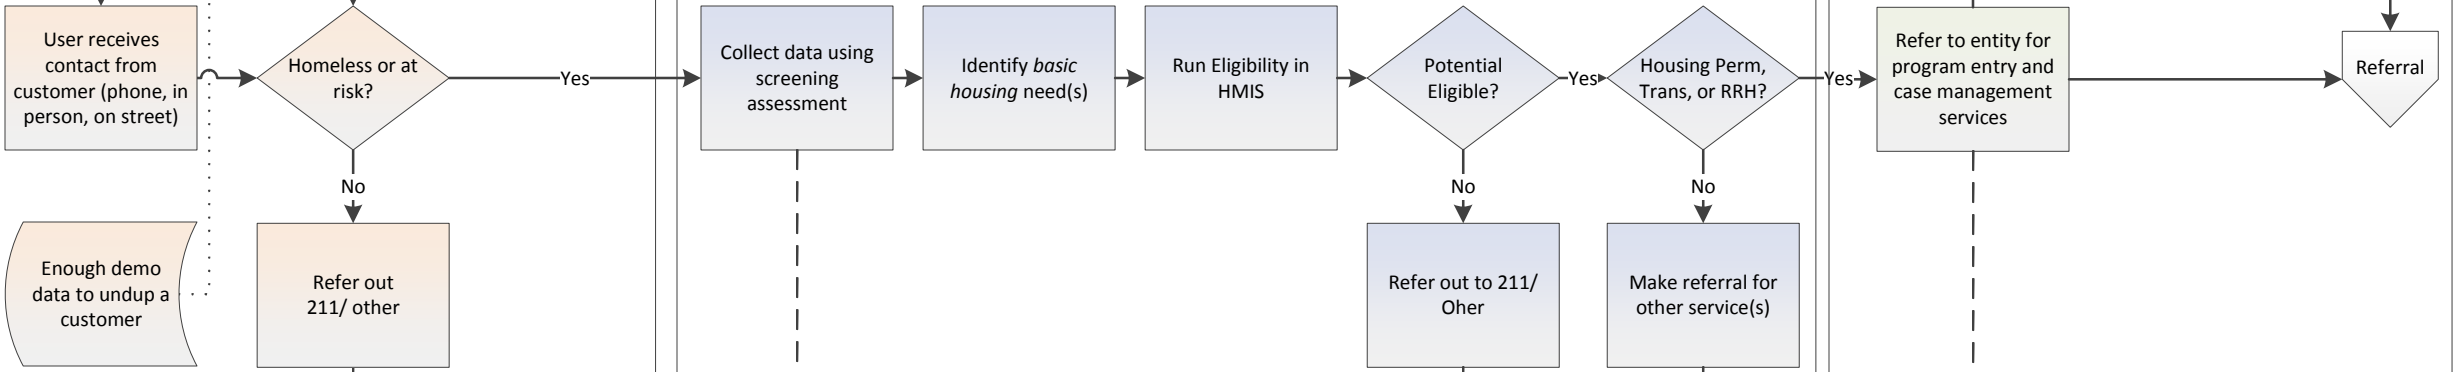 User receives
contact from
customer (phone, in
person, on street)
Homeless or at
risk?
Yes
Collect data using
screening
assessment
Identify basic
housing need(s)
Run Eligibility in
HMIS
Potential
Eligible?
Yes
Housing Perm,
Trans, or RRH?
Yes
Refer to entity for
program entry and
case management
services
Referral
No
No
No
Enough demo
data to undup a
customer
Refer out
211/ other
Refer out to 211/
Oher
Make referral for
other service(s)